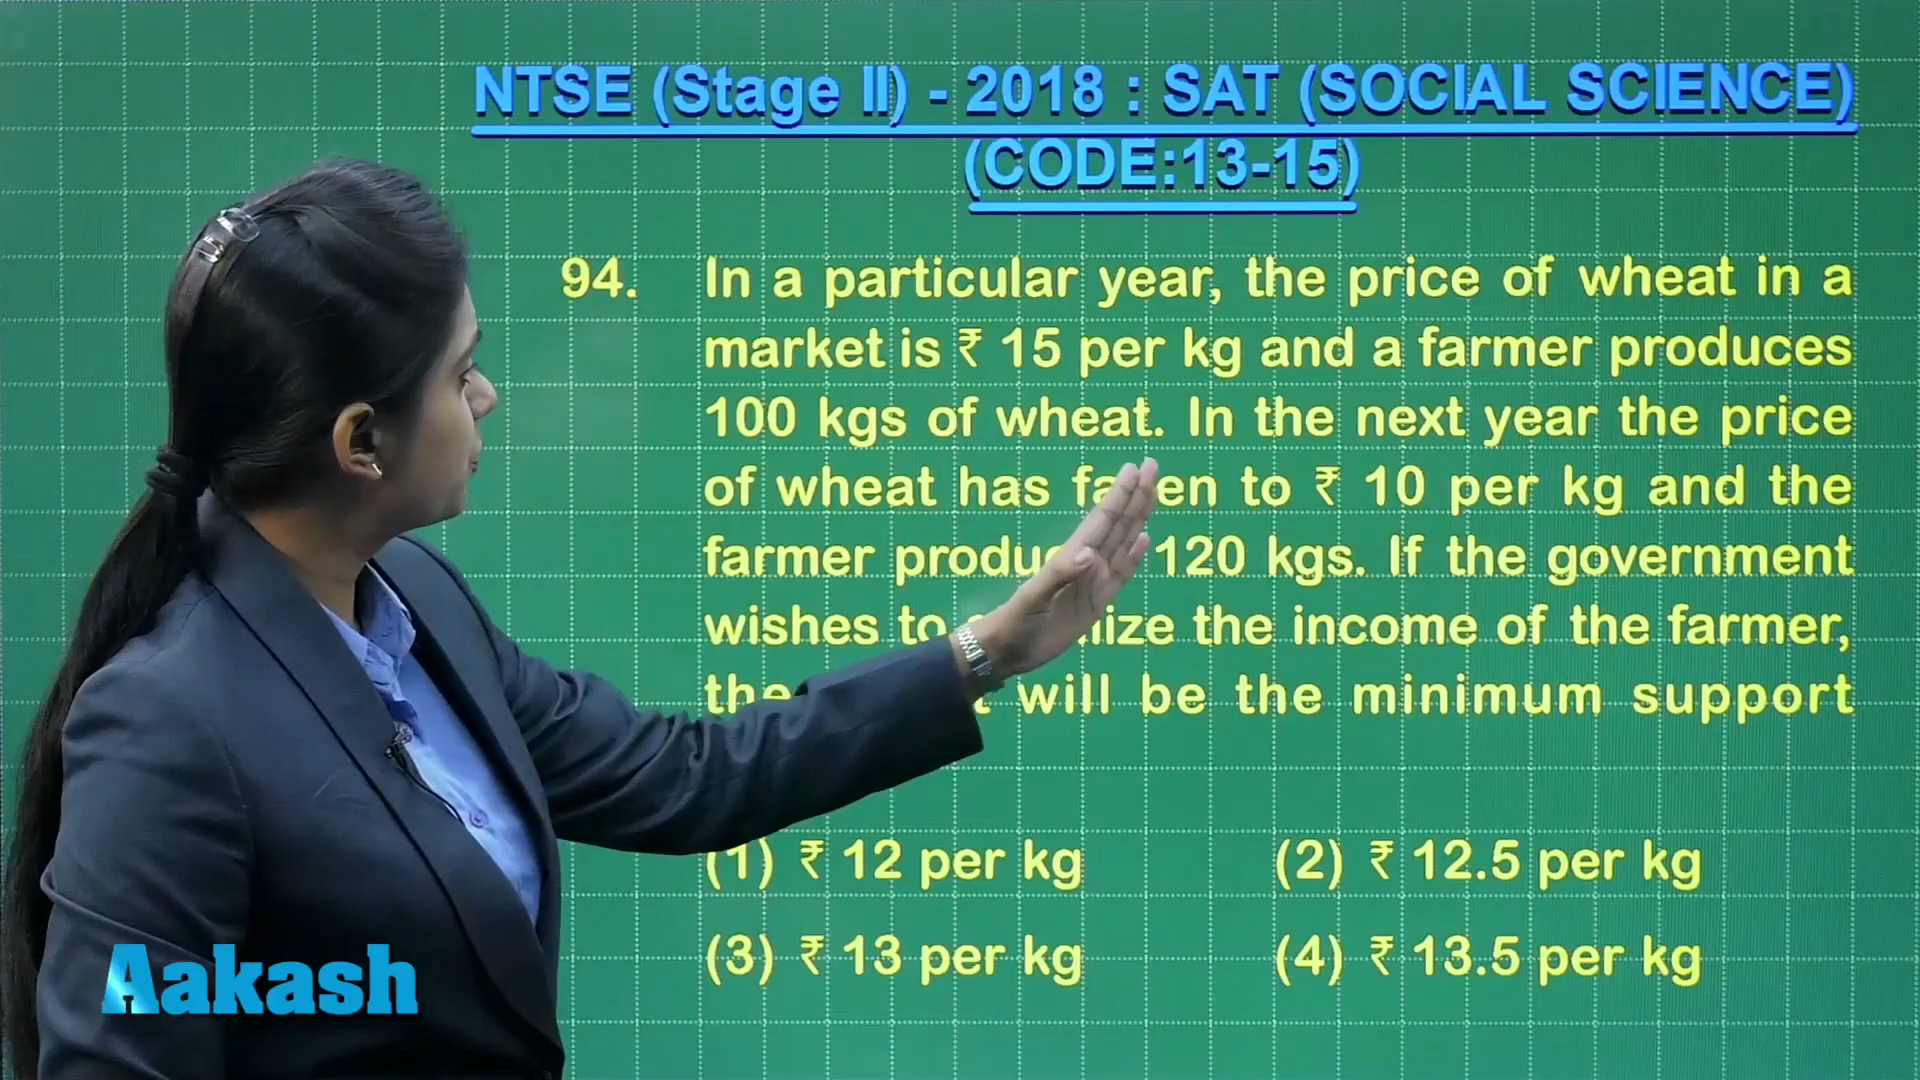 NTSE (Stage II) - 2018 : SAT (SOCIAL SCIENCE)
(CODE:13-15)
94. In a particular year, the price of wheat in a
market is ₹ 15 per kg and a farmer produces
100 kgs of wheat. In the next year the price
of wheat has fallen to ₹ 10 per kg and the
farmer 120 kgs. If the government
wishes to the income of the farmer,
will be the minimum support
(1) ₹ 12 per kg (2) ₹ 12.5 per kg
(3) ₹ 13 per kg (4) ₹ 13.5 per kg
Aakash